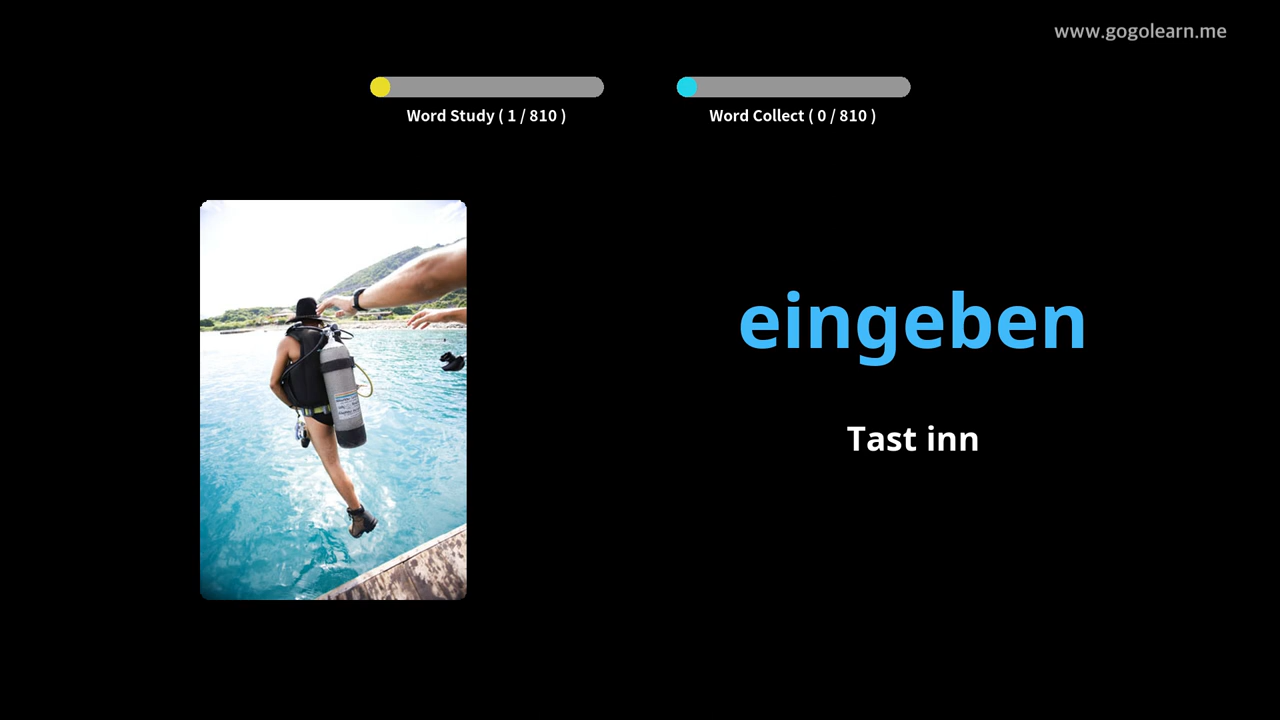 www.gogolearn.me
Word Study ( 1 / 810 )
Word Collect ( 0 / 810 )
eingeben
Tast inn